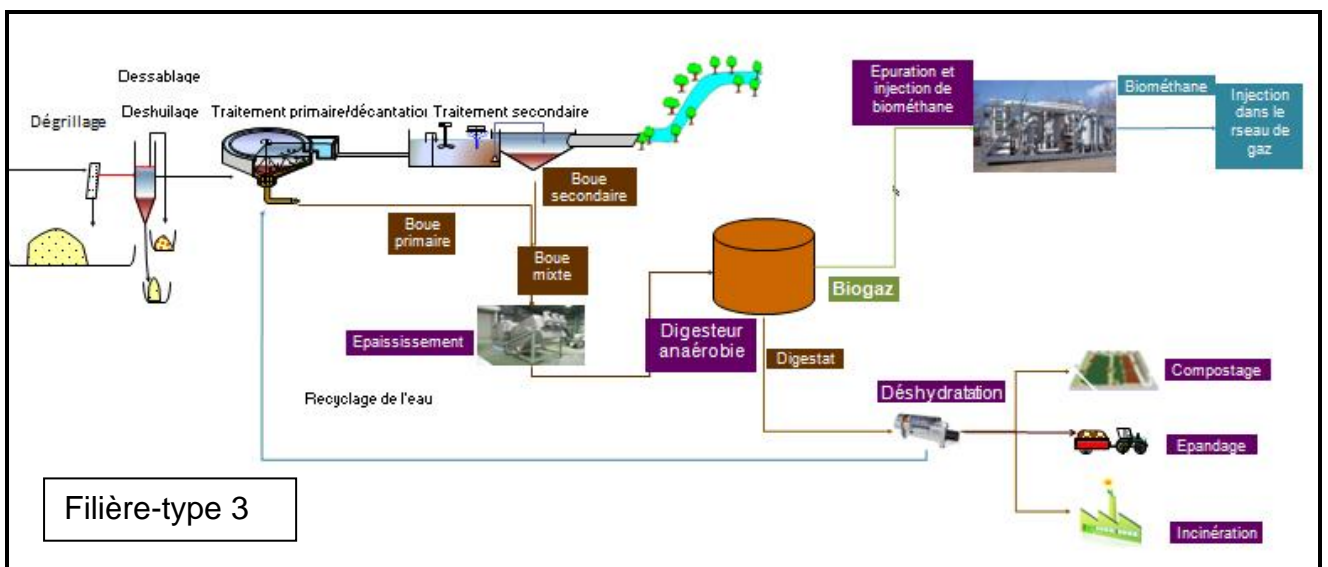 Dessablage
Deshuilage
Dégrillage
Traitement primaire/décantation
Traitement secondaire
Boue
secondaire
Boue
primaire
Boue
mixte
Epaississement
Recyclage de l'eau
Digesteur
anaérobie
Biogaz
Digestat
Epuration et
injection de
biométhane
Biométhane
Injection
dans le
rseau de
gaz
Déshydratation
Compostage
Epandage
Incinération
Filière-type 3